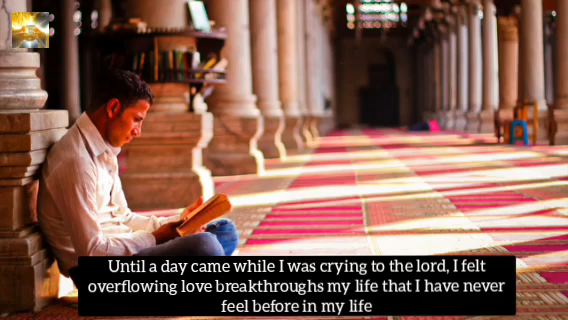 Until a day came while I was crying to the lord, I felt
overflowing love breakthroughs my life that I have never
feel before in my life